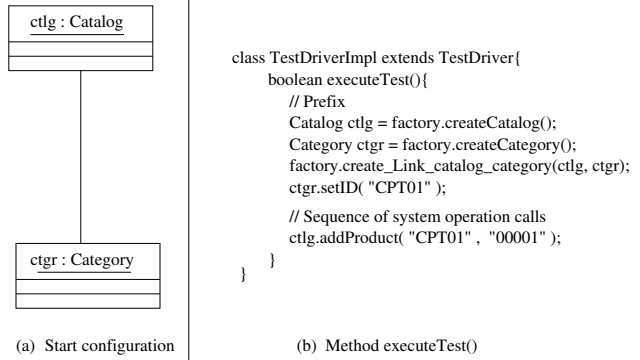 ctlg : Catalog
ctgr : Category
(a) Start configuration
class TestDriverImpl extends TestDriver{
boolean executeTest(){
// Prefix
Catalog ctlg = factory.createCatalog();
Category ctgr = factory.createCategory();
factory.create_Link_catalog_category(ctlg, ctgr);
ctgr.setID( "CPT01" );
// Sequence of system operation calls
ctlg.addProduct( "CPT01" , "00001" );
}
}
(b) Method executeTest()